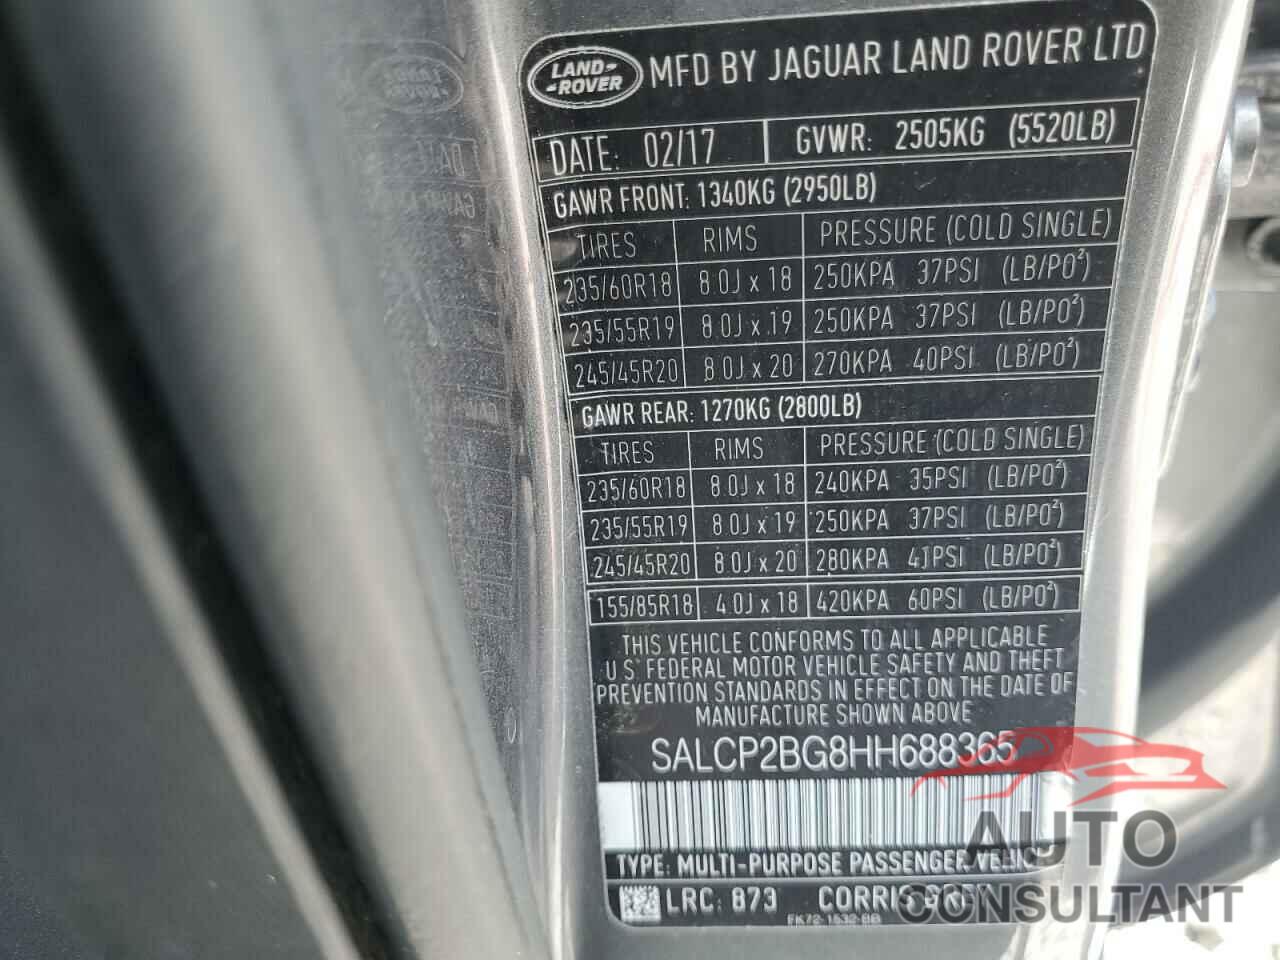 LAND-
-ROVER
MFD BY JAGUAR LAND ROVER LTD
DATE: 02/17 GVWR: 2505KG (5520LB)
GAWR FRONT: 1340KG (2950LB)
TIRES RIMS PRESSURE (COLD SINGLE)
235/60R18 8.0J x 18 250KPA 37PSI (LB/PO²)
235/55R19 8.0J x 19 250KPA 37PSI (LB/PO²)
245/45R20 8.0J x 20 270KPA 40PSI (LB/PO²)
GAWR REAR: 1270KG (2800LB)
TIRES RIMS PRESSURE (COLD SINGLE)
235/60R18 8.0J x 18 240KPA 35PSI (LB/PO²)
235/55R19 8.0J x 19 250KPA 37PSI (LB/PO²)
245/45R20 8.0J x 20 280KPA 41PSI (LB/PO²)
155/85R18 4.0J x 18 420KPA 60PSI (LB/PO²)
THIS VEHICLE CONFORMS TO ALL APPLICABLE
U S FEDERAL MOTOR VEHICLE SAFETY AND THEFT
PREVENTION STANDARDS IN EFFECT ON THE DATE OF
MANUFACTURE SHOWN ABOVE
SALCP2BG8HH688365
TYPE: MULTI-PURPOSE PASSENGER VEHIC
LRC: 873 CORRIS GREY
FK72-1532-BB
AUTO
CONSULTANT